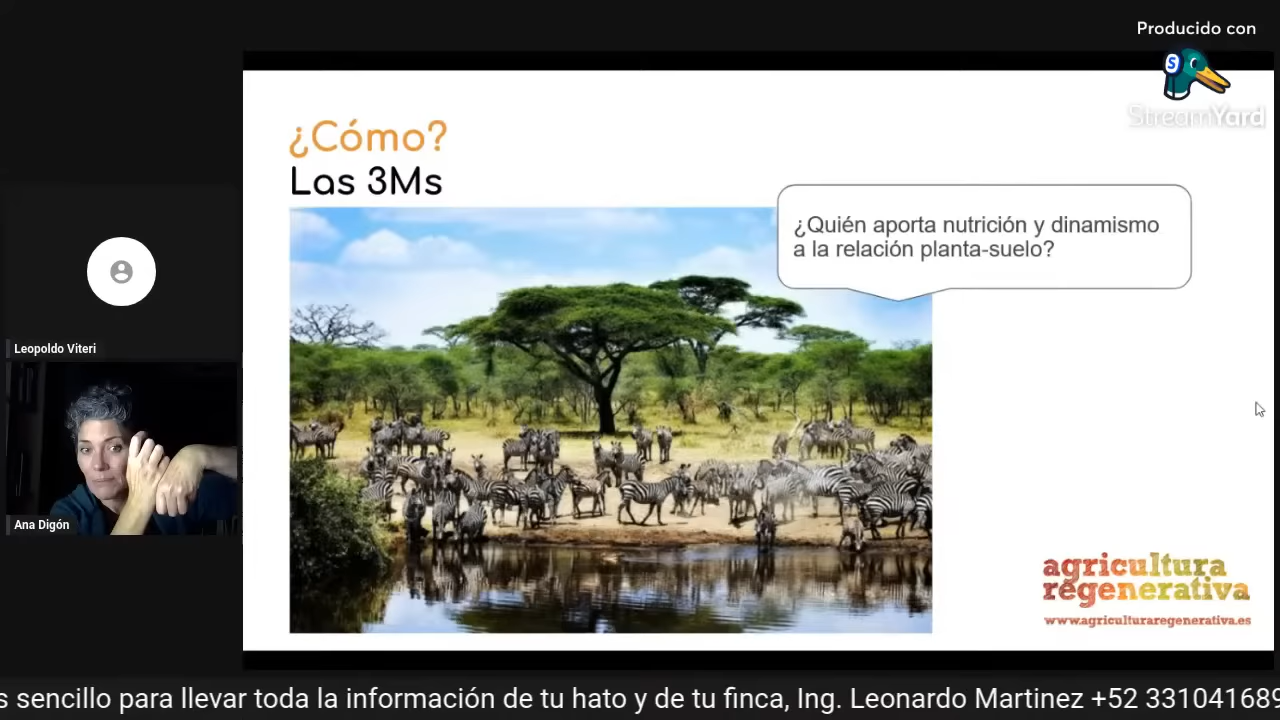 Producido con
StreamYard
¿Cómo?
Las 3Ms
¿Quién aporta nutrición y dinamismo
a la relación planta-suelo?
Leopoldo Viteri
Ana Digón
agricultura
regenerativa
www.agriculturaregenerativa.es
sencillo para llevar toda la información de tu hato y de tu finca, Ing. Leonardo Martinez +52 331041689